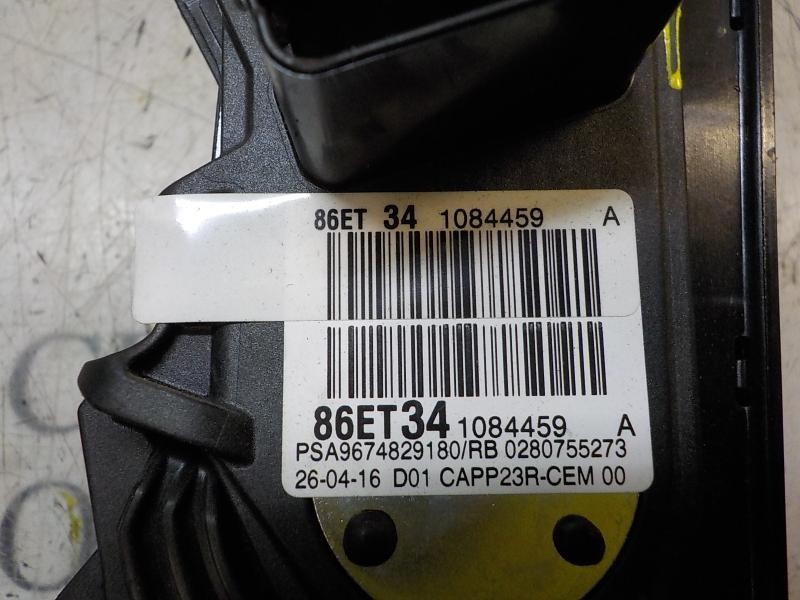 86ET 34 1084459 A
86ET34 1084459 A
PSA9674829180/RB 0280755273
26-04-16 D01 CAPP23R-CEM 00